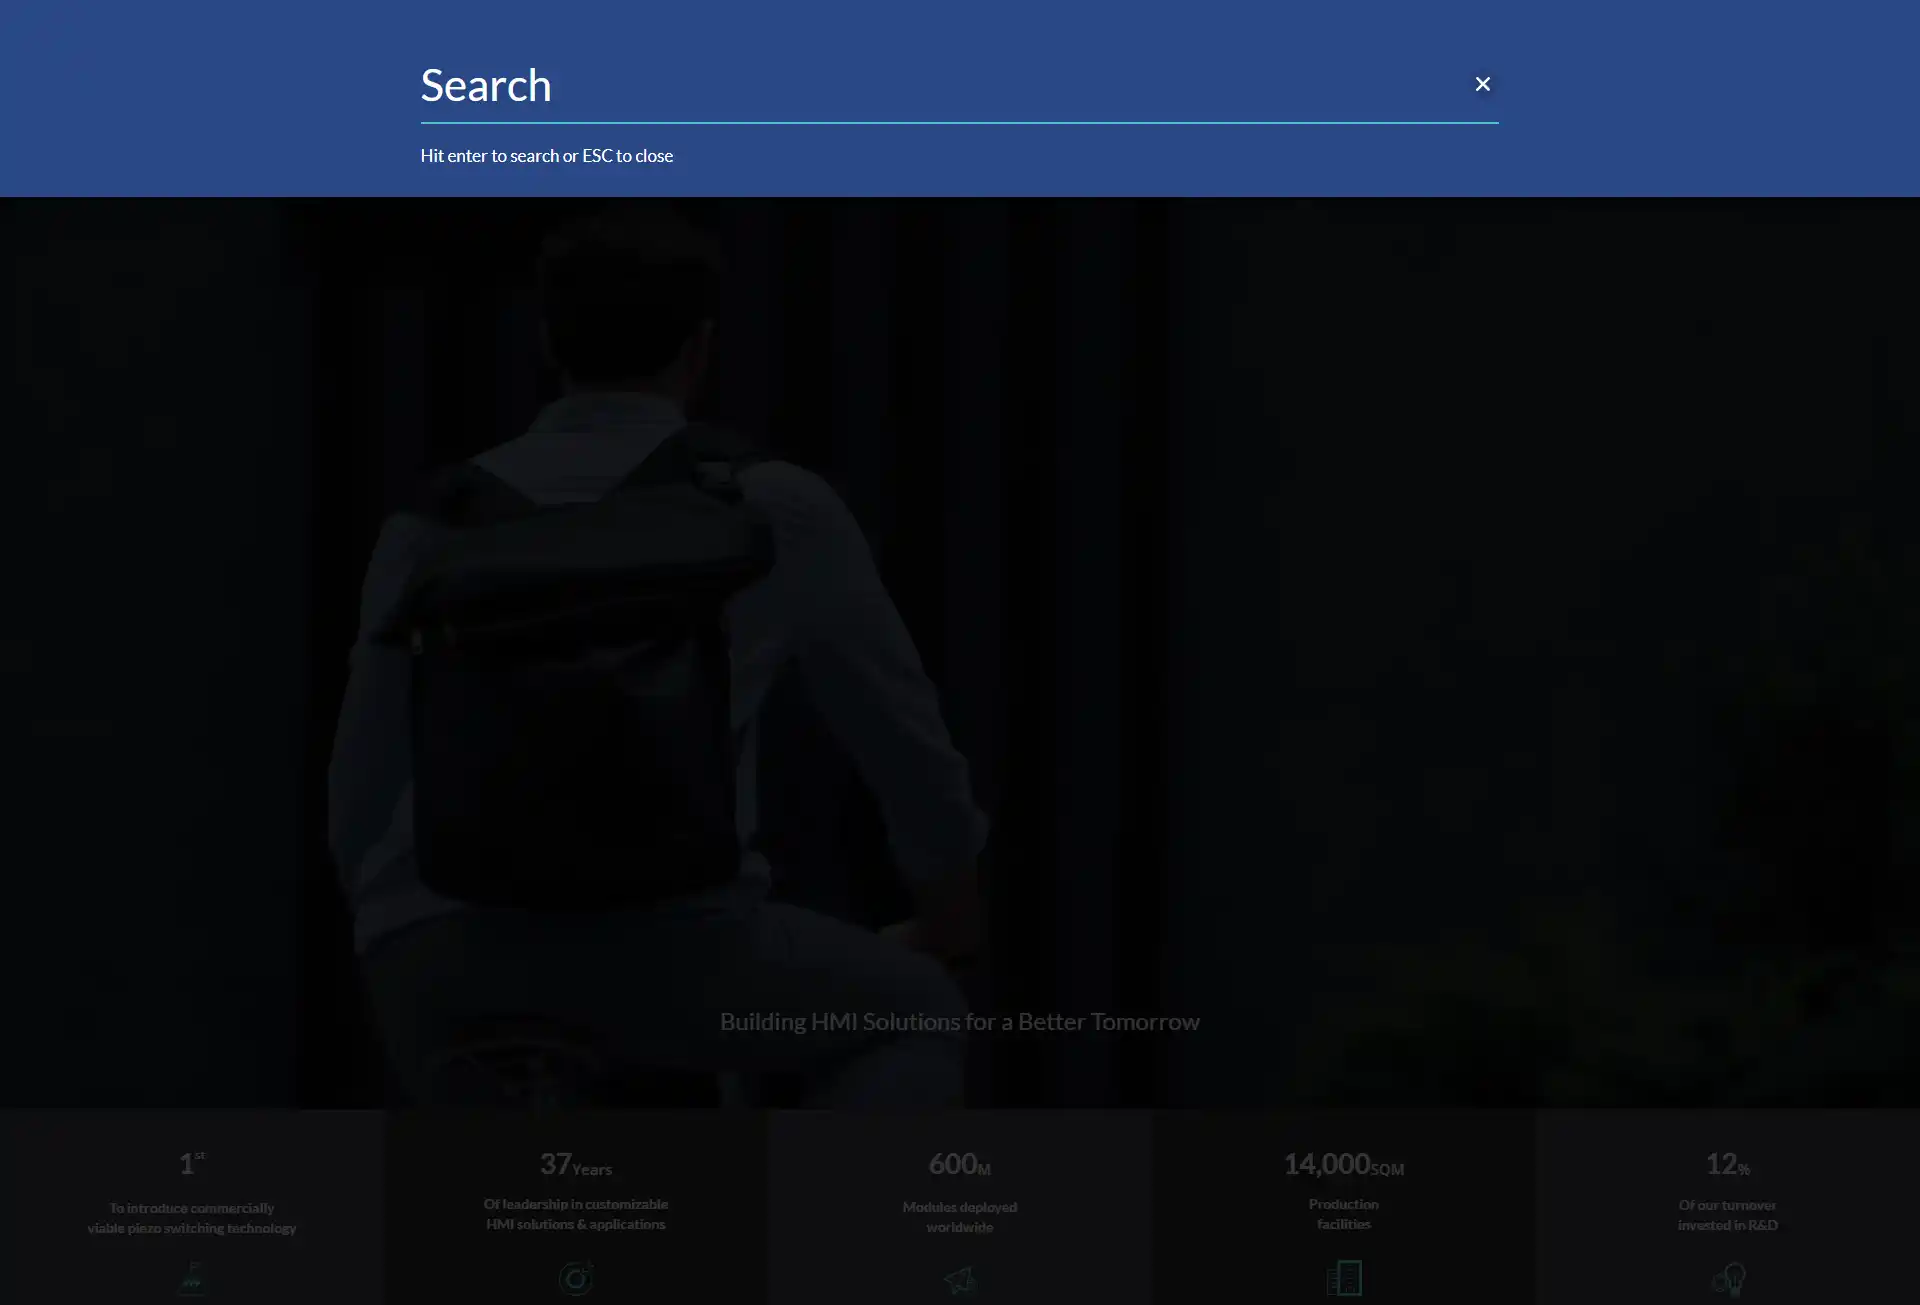 Search
×
Hit enter to search or ESC to close
Building HMI Solutions for a Better Tomorrow
1st
To introduce commercially
viable piezo switching technology
37Years
Of leadership in customizable
HMI solutions & applications
600M
Modules deployed
worldwide
14,000SQM
Production
facilities
12%
Of our turnover
invested in R&D